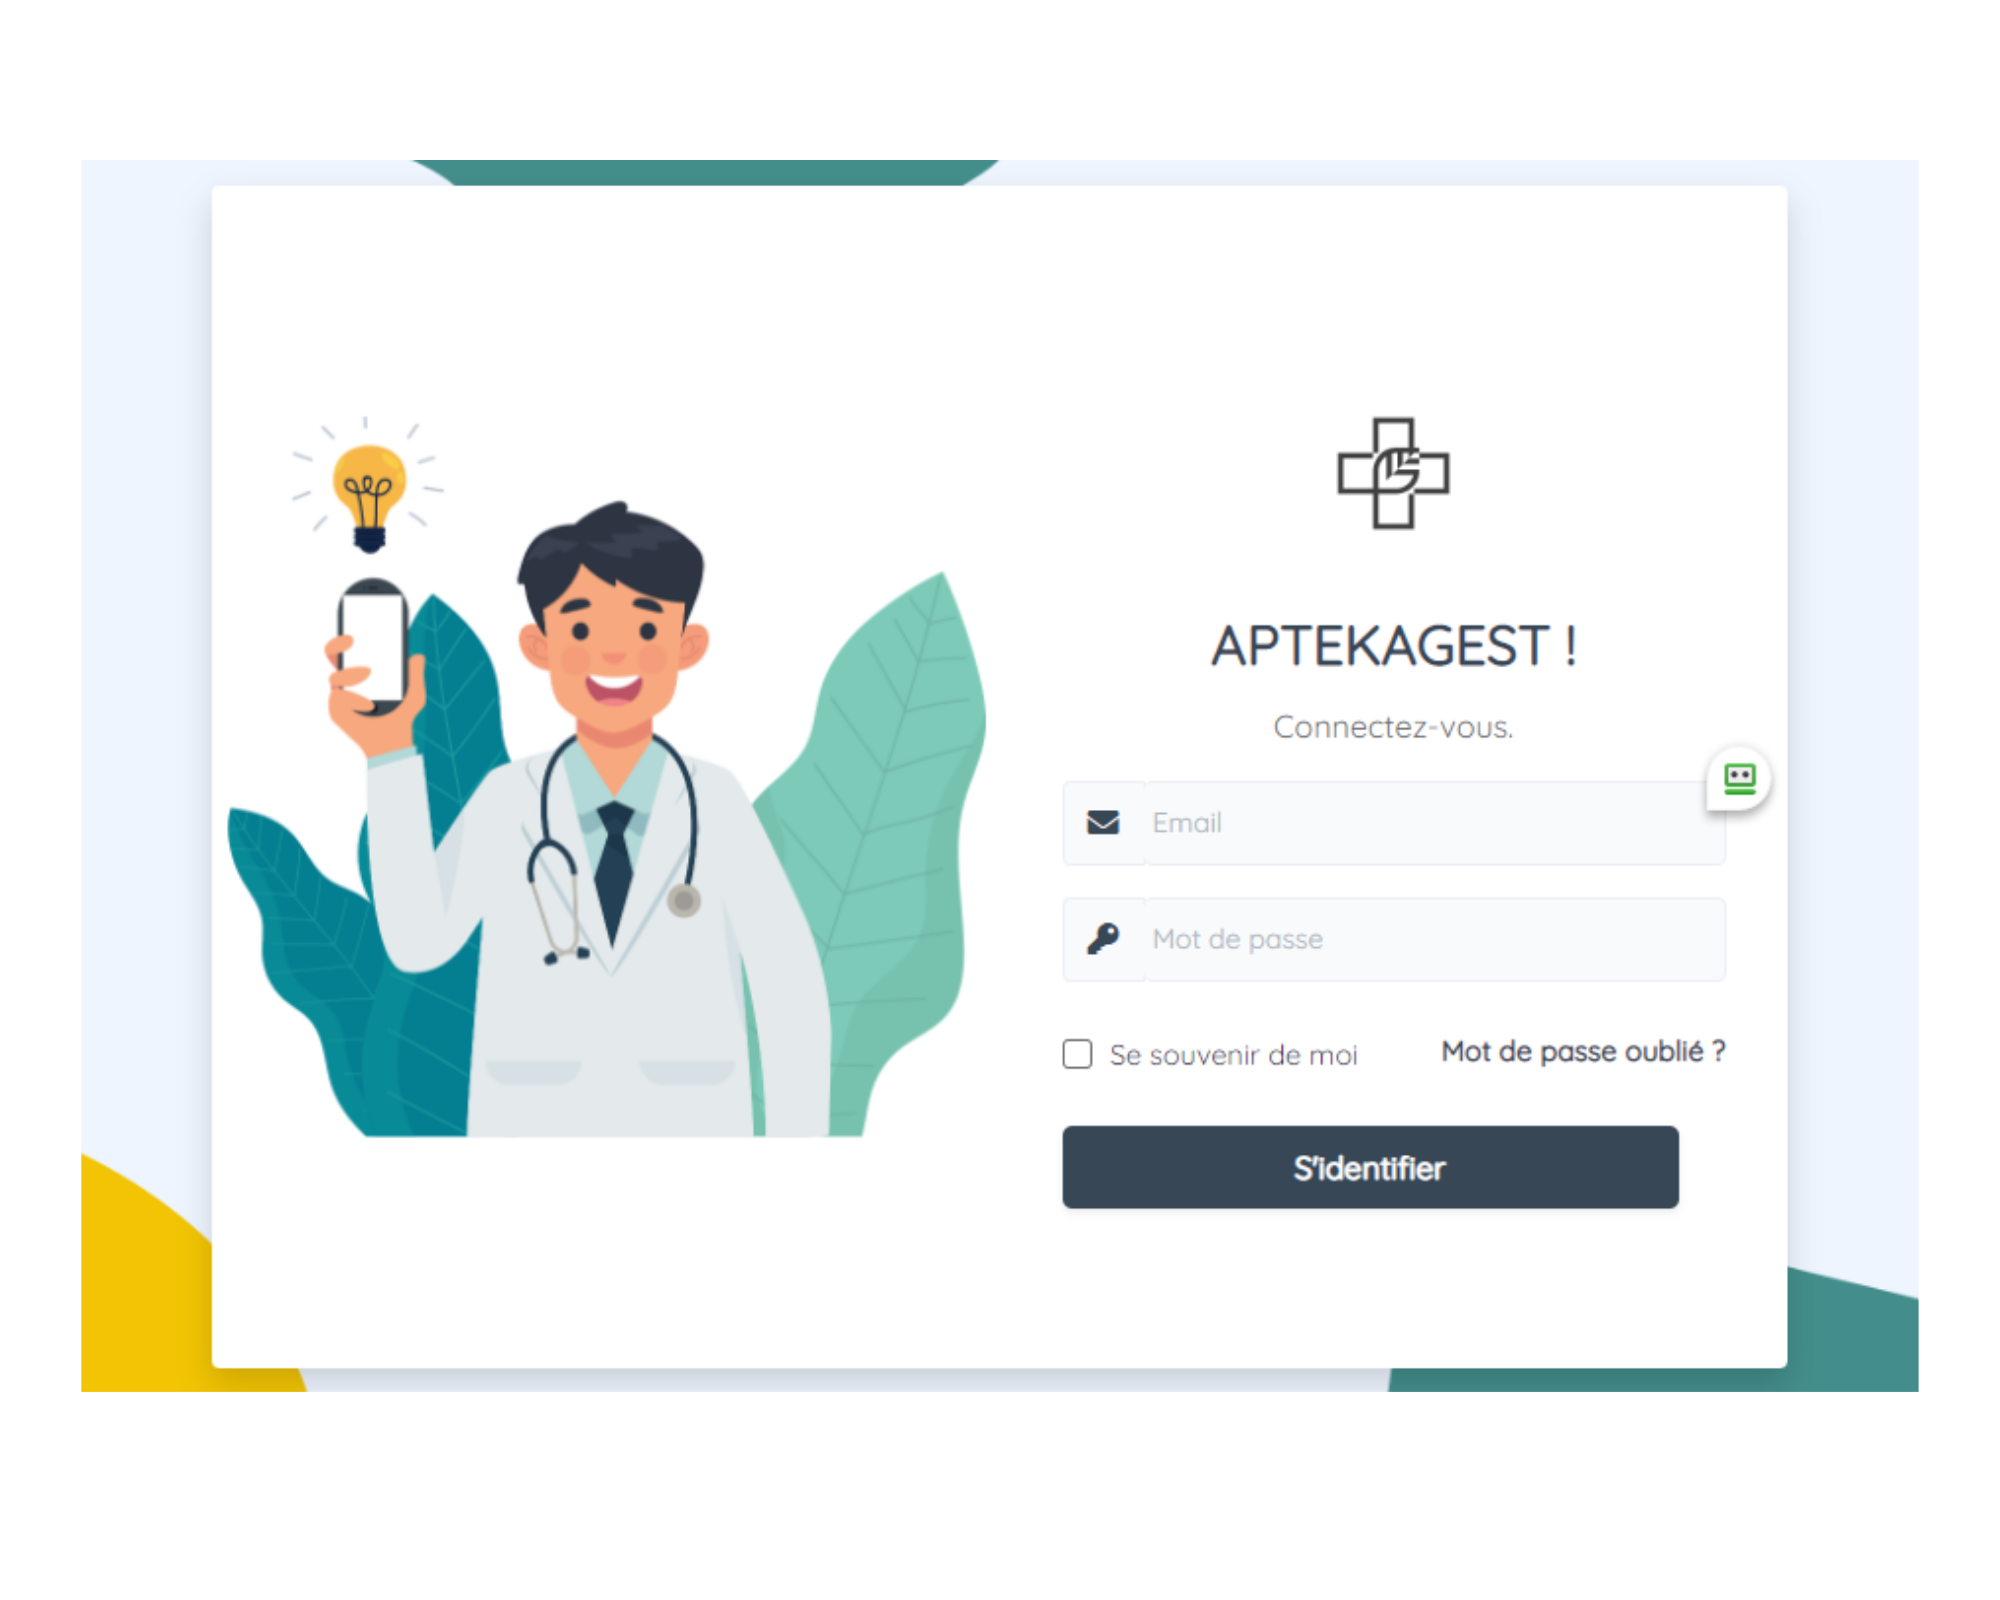 APTEKAGEST !
Connectez-vous.
Email
Mot de passe
Se souvenir de moi
Mot de passe oublié ?
S'identifier